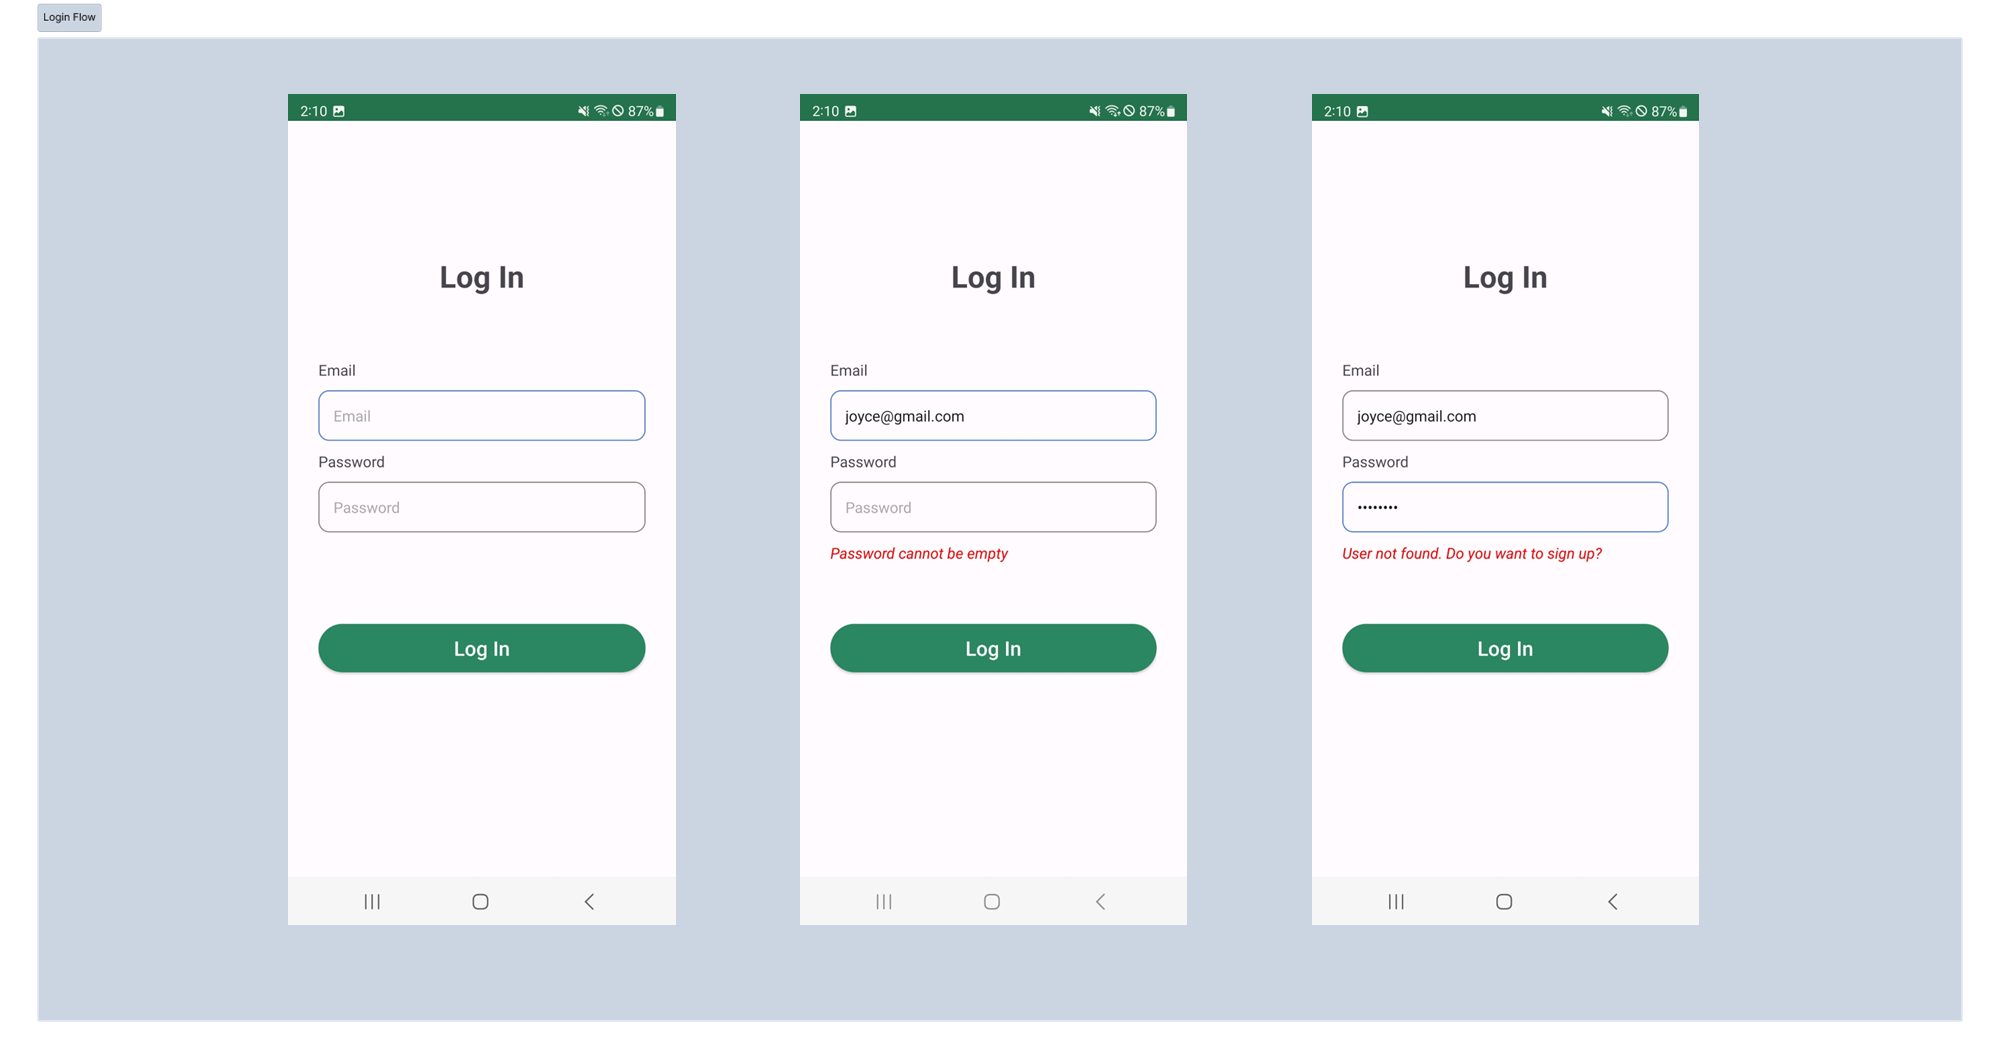 Login Flow
2:10 87%
Log In
Email
Email
Password
Password
Log In
2:10 87%
Log In
Email
joyce@gmail.com
Password
Password
Password cannot be empty
Log In
2:10 87%
Log In
Email
joyce@gmail.com
Password
••••••••
User not found. Do you want to sign up?
Log In